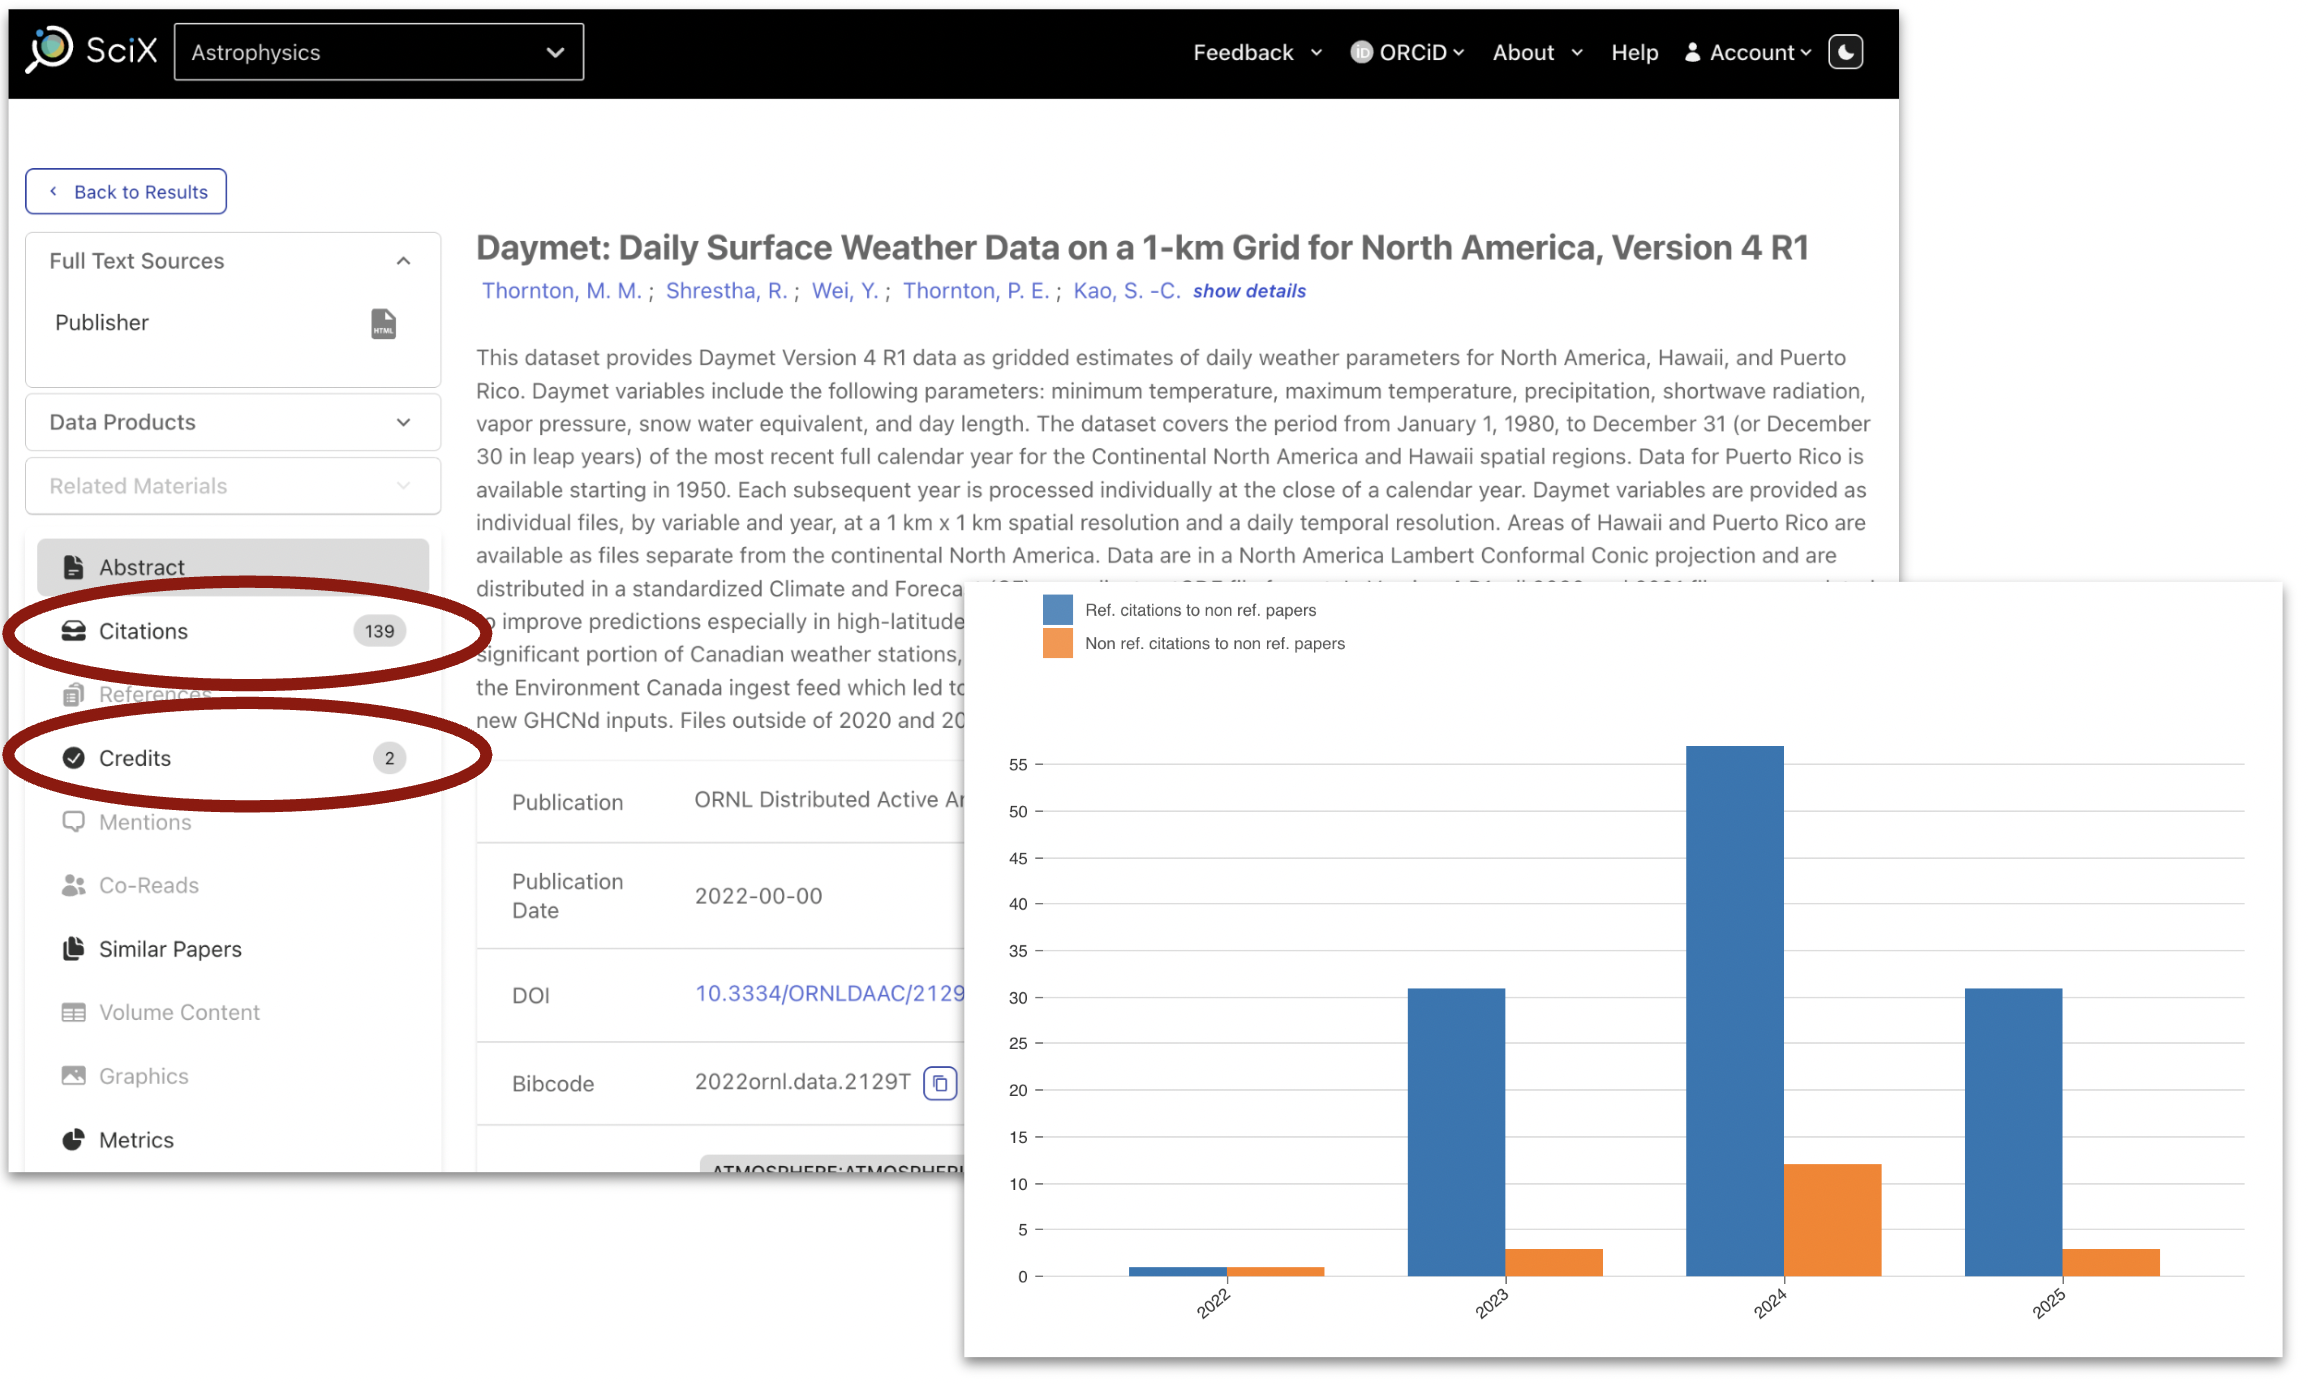 SciX
Astrophysics
Feedback
iD ORCiD
About
Help
Account
Back to Results
Full Text Sources
Publisher
HTML
Data Products
Related Materials
Abstract
Citations 139
References
Credits 2
Mentions
Co-Reads
Similar Papers
Volume Content
Graphics
Metrics
Daymet: Daily Surface Weather Data on a 1-km Grid for North America, Version 4 R1
Thornton, M. M. ; Shrestha, R. ; Wei, Y. ; Thornton, P. E. ; Kao, S. -C. show details
This dataset provides Daymet Version 4 R1 data as gridded estimates of daily weather parameters for North America, Hawaii, and Puerto
Rico. Daymet variables include the following parameters: minimum temperature, maximum temperature, precipitation, shortwave radiation,
vapor pressure, snow water equivalent, and day length. The dataset covers the period from January 1, 1980, to December 31 (or December
30 in leap years) of the most recent full calendar year for the Continental North America and Hawaii spatial regions. Data for Puerto Rico is
available starting in 1950. Each subsequent year is processed individually at the close of a calendar year. Daymet variables are provided as
individual files, by variable and year, at a 1 km x 1 km spatial resolution and a daily temporal resolution. Areas of Hawaii and Puerto Rico are
available as files separate from the continental North America. Data are in a North America Lambert Conformal Conic projection and are
distributed in a standardized Climate and Foreca
improve predictions especially in high-latitude
significant portion of Canadian weather stations,
the Environment Canada ingest feed which led to
new GHCNd inputs. Files outside of 2020 and 20
Publication ORNL Distributed Active Ar
Publication
Date
2022-00-00
DOI 10.3334/ORNLDAAC/2129
Bibcode 2022ornl.data.2129T
ATMOSPHERE:ATMOSPHERI
Ref. citations to non ref. papers
Non ref. citations to non ref. papers
55
50
45
40
35
30
25
20
15
10
5
0
2022
2023
2024
2025